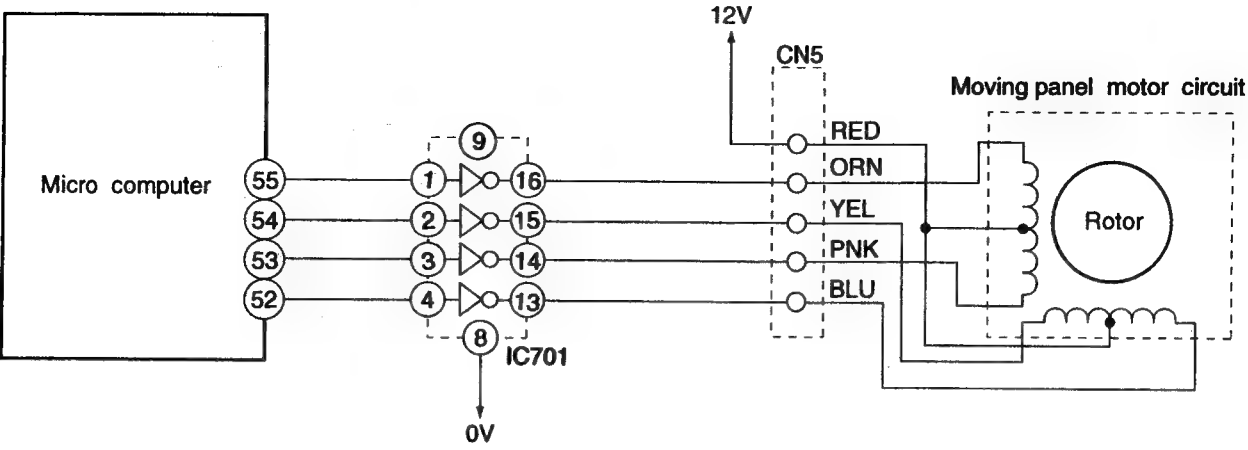 12V
CN5
Moving panel motor circuit
RED
9
ORN
Micro computer
55
1
16
YEL
Rotor
54
2
15
PNK
53
3
14
BLU
52
4
13
8
IC701
0V